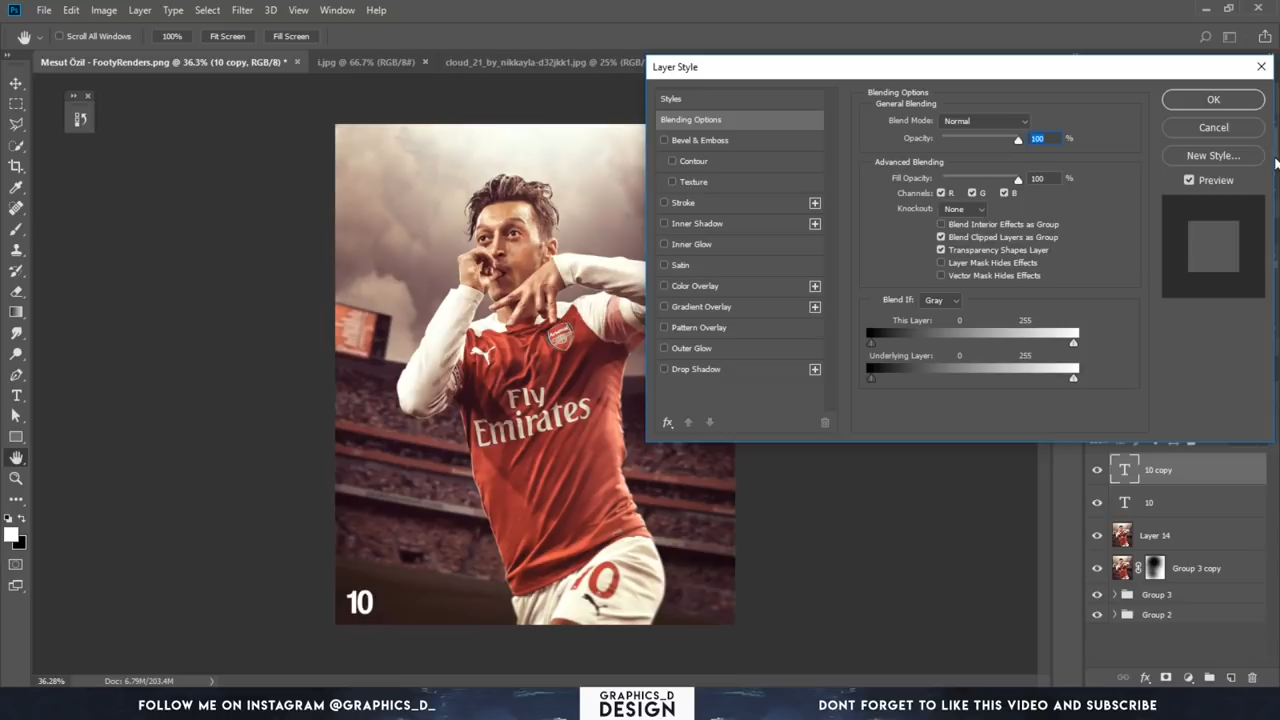 Ps File Edit Image Layer Type Select Filter 3D View Window Help
Scroll All Windows 100% Fit Screen Fill Screen
Mesut Özil - FootyRenders.png @ 36.3% (10 copy, RGB/8) * × i.jpg @ 66.7% (RGB/8#) × cloud_21_by_nikkayla-d32jkk1.jpg @ 25% (RGB/8
Layer Style
Styles
Blending Options
Bevel & Emboss
Contour
Texture
Stroke
Inner Shadow
Inner Glow
Satin
Color Overlay
Gradient Overlay
Pattern Overlay
Outer Glow
Drop Shadow
fx
Blending Options
General Blending
Blend Mode: Normal
Opacity: 100 %
Advanced Blending
Fill Opacity: 100 %
Channels: R G B
Knockout: None
Blend Interior Effects as Group
Blend Clipped Layers as Group
Transparency Shapes Layer
Layer Mask Hides Effects
Vector Mask Hides Effects
Blend If: Gray
This Layer: 0 255
Underlying Layer: 0 255
OK
Cancel
New Style...
Preview
Arsenal
Fly
Emirates
10
10
T 10 copy
T 10
Layer 14
Group 3 copy
Group 3
Group 2
fx
36.28% Doc: 6.79M/203.4M
FOLLOW ME ON INSTAGRAM @GRAPHICS_D_
GRAPHICS_D
DESIGN
DONT FORGET TO LIKE THIS VIDEO AND SUBSCRIBE